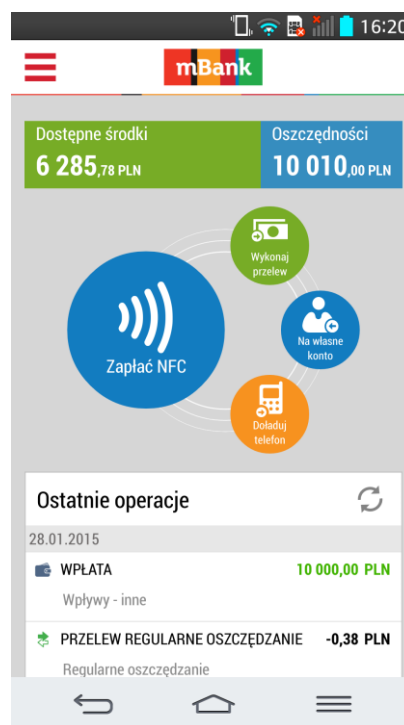 16:20
mBank
Dostępne środki
6 285,78 PLN
Oszczędności
10 010,00 PLN
Wykonaj
przelew
Zapłać NFC
Na własne
konto
Doładuj
telefon
Ostatnie operacje
28.01.2015
WPŁATA 10 000,00 PLN
Wpływy - inne
PRZELEW REGULARNE OSZCZĘDZANIE -0,38 PLN
Regularne oszczędzanie